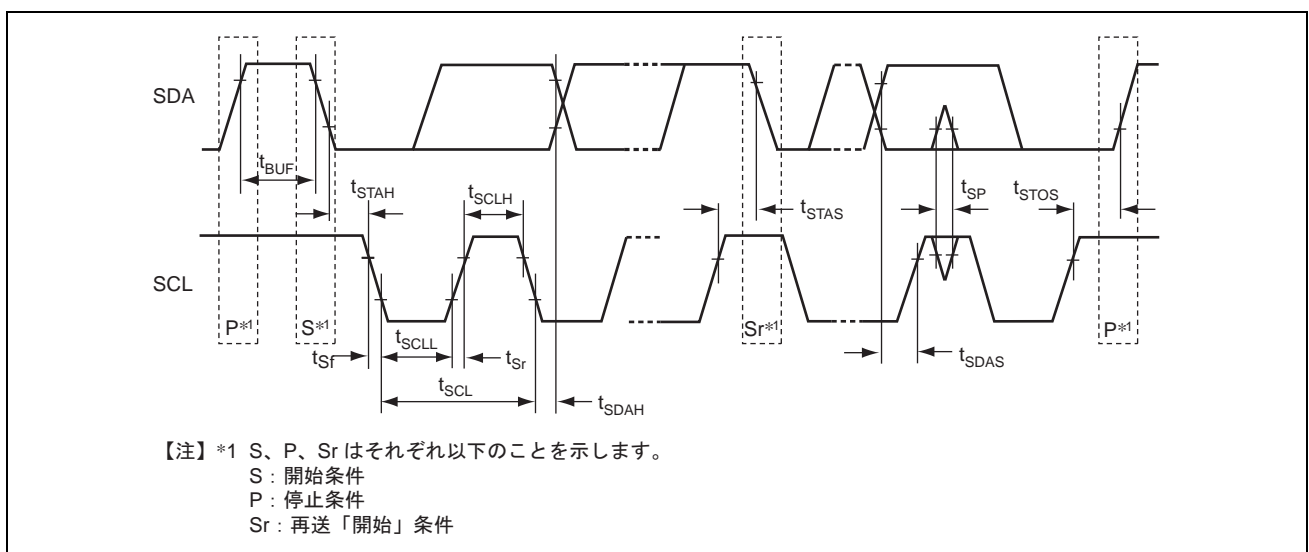 SDA
tBUF
tSTAH
tSCLH
tSTAS
tSP
tSTOS
SCL
P*1
S*1
Sr*1
P*1
tSf
tSCLL
tSr
tSCL
tSDAH
tSDAS
【注】*1 S、P、Sr はそれぞれ以下のことを示します。
S：開始条件
P：停止条件
Sr：再送「開始」条件